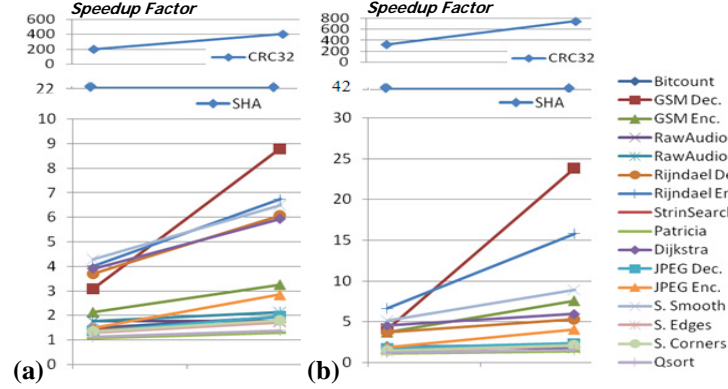 Speedup Factor
600
400
200
0
CRC32
22
SHA
10
9
8
7
6
5
4
3
2
1
0
(a)
Speedup Factor
800
600
400
200
0
CRC32
42
SHA
30
25
20
15
10
5
0
(b)
Bitcount
GSM Dec.
GSM Enc.
RawAudio
RawAudio
Rijndael De
Rijndael En
StrinSearch
Patricia
Dijkstra
JPEG Dec.
JPEG Enc.
S. Smooth
S. Edges
S. Corners
Qsort